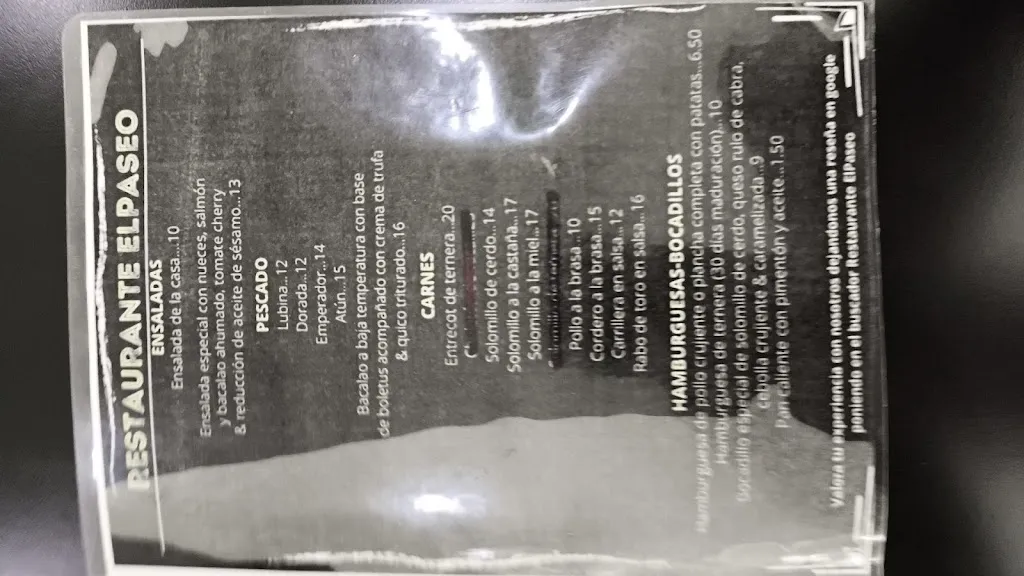 RESTAURANTE ELPASEO
ENSALADAS
Ensalada de la casa...10
Ensalada especial con nueces, salmón
y bacalao ahumado, tomate cherry
& reducción de aceite de sésamo...13
PESCADO
Lubina...12
Dorada...12
Emperador...14
Atún...15
Bacalao a baja temperatura con base
de boletus acompañado con crema de trufa
& quico triturado...16
CARNES
Entrecot de ternera...20
Solomillo de cerdo...14
Solomillo a la castaña...17
Solomillo a la miel...17
Pollo a la brasa...10
Cordero a la brasa...15
Carrillera en salsa...12
Rabo de toro en salsa...16
HAMBURGUESAS-BOCADILLOS
Hamburguesa de pollo crujiente o plancha completa con patatas...6.50
Hamburguesa de ternera (30 días maduración)...10
Bocadillo especial de solomillo de cerdo, queso rulo de cabra,
cebolla crujiente & caramelizada...9
Pan caliente con pimentón y aceite...1.50
Valora tu experiencia con nosotros dejandonos una reseña en google
poniendo en el buscador Restaurante ElPaseo